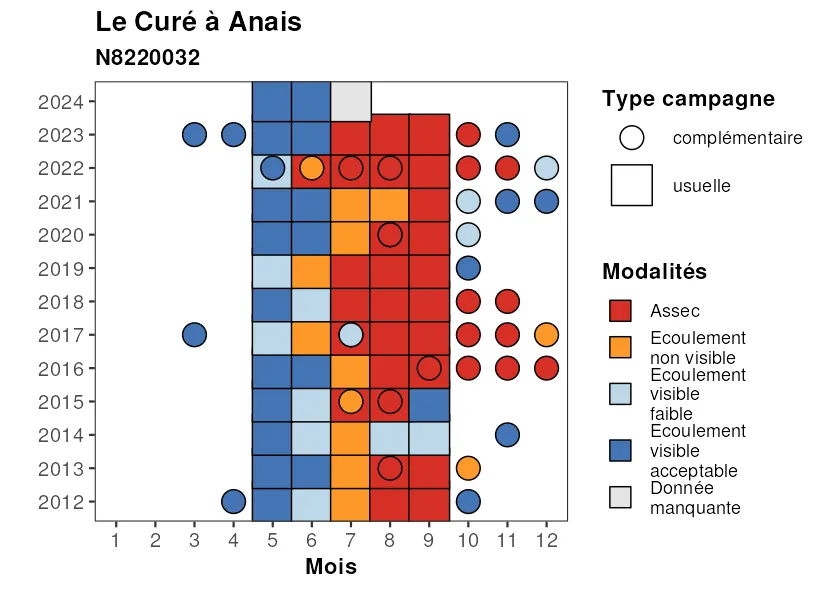 Le Curé à Anais
N8220032
2024
2023
2022
2021
2020
2019
2018
2017
2016
2015
2014
2013
2012
1 2 3 4 5 6 7 8 9 10 11 12
Mois
Type campagne
complémentaire
usuelle
Modalités
Assec
Ecoulement
non visible
Ecoulement
visible
faible
Ecoulement
visible
acceptable
Donnée
manquante